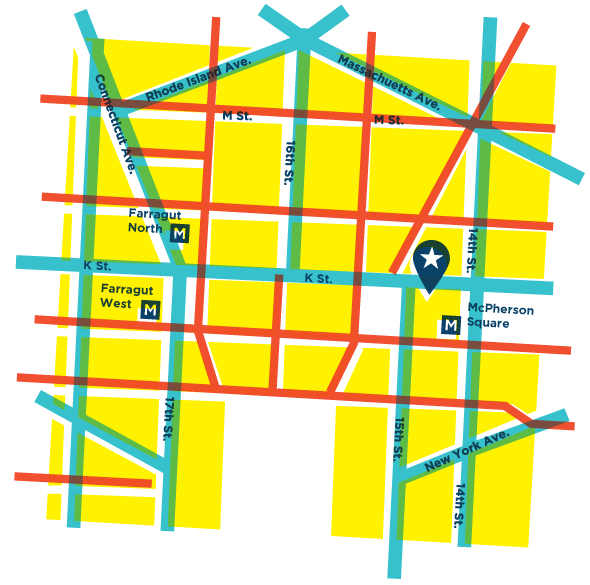 Rhode Island Ave.
Massachusetts Ave.
Connecticut Ave.
M St.
M St.
16th St.
Farragut
North
M
14th St.
K St.
K St.
Farragut
West
M
McPherson
Square
M
17th St.
15th St.
New York Ave.
14th St.